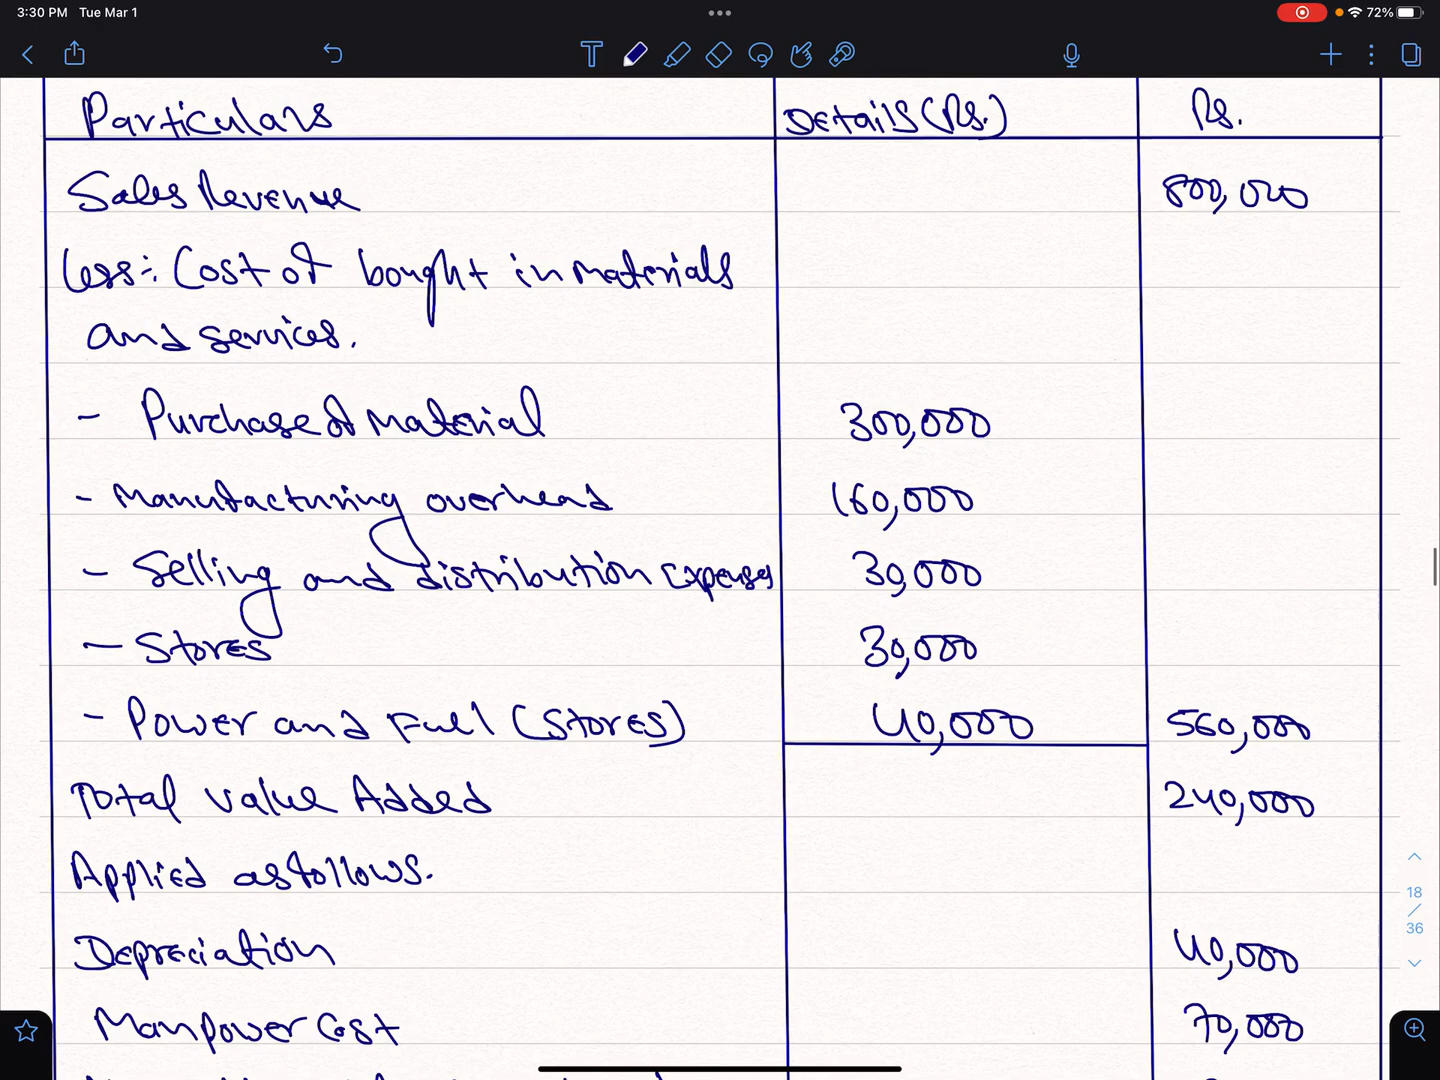 3:30 PM Tue Mar 1
72%
Particulars Details (Rs.) Rs.
Sales Revenue 800,000
Less: Cost of bought in materials
and services.
- Purchase of Material 300,000
- Manufacturing overhead 160,000
- Selling and distribution expenses 30,000
- Stores 30,000
- Power and Fuel (Stores) 40,000 560,000
Total value Added 240,000
Applied as follows.
Depreciation 40,000
Manpower Cost 70,000
18
/
36